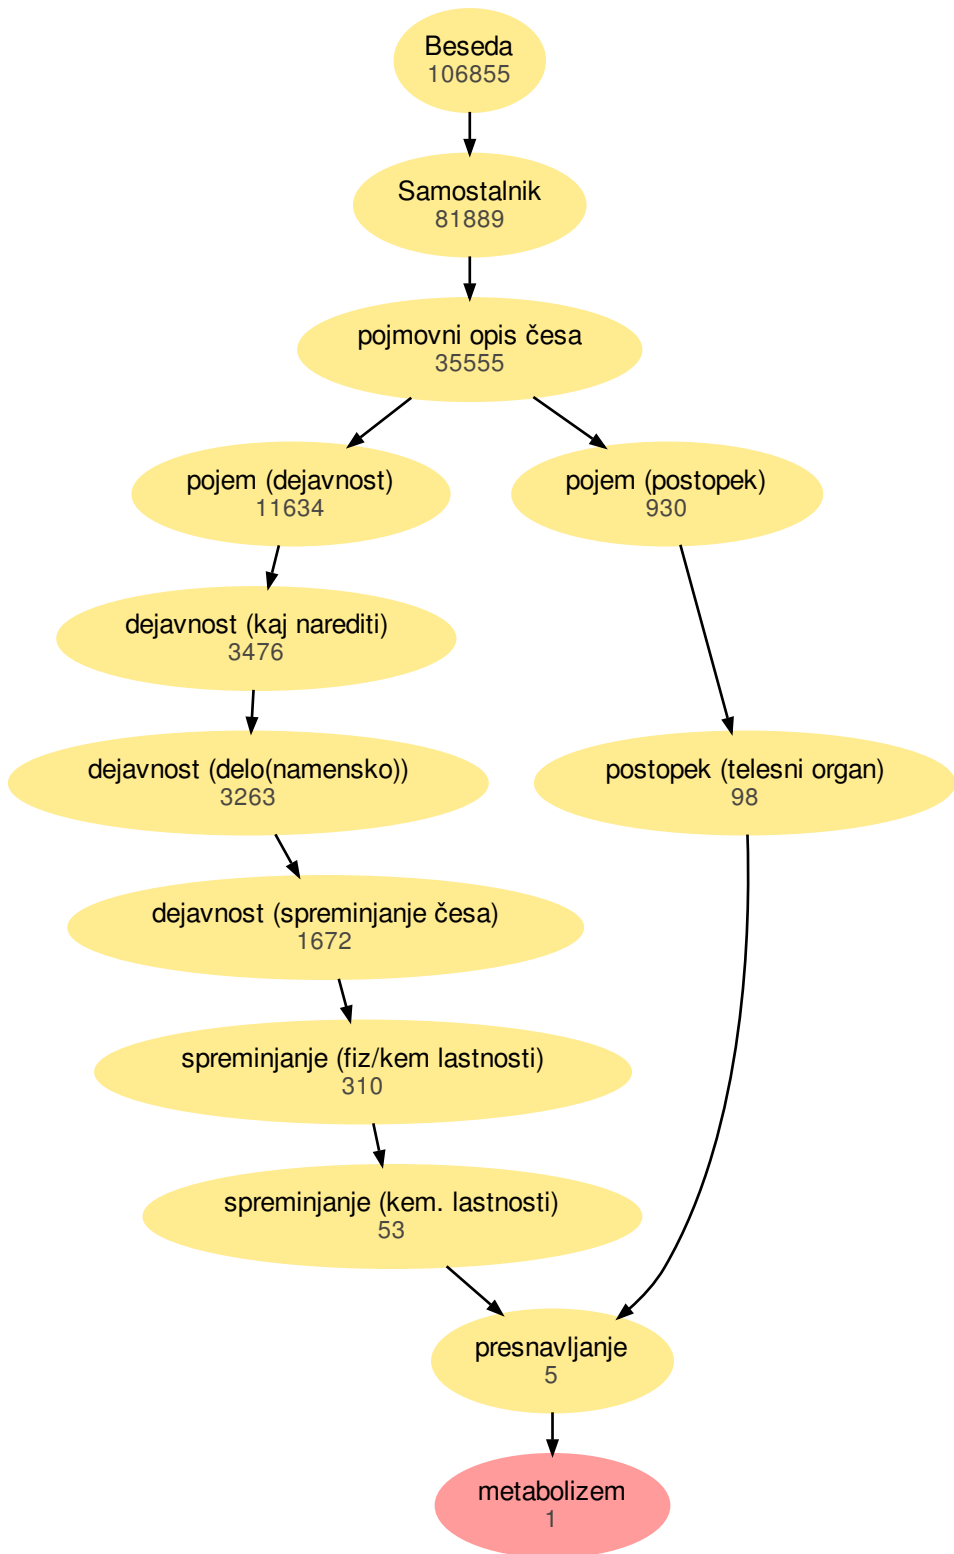 Beseda
106855
Samostalnik
81889
pojmovni opis česa
35555
pojem (dejavnost)
11634
pojem (postopek)
930
dejavnost (kaj narediti)
3476
dejavnost (delo(namensko))
3263
postopek (telesni organ)
98
dejavnost (spreminjanje česa)
1672
spreminjanje (fiz/kem lastnosti)
310
spreminjanje (kem. lastnosti)
53
presnavljanje
5
metabolizem
1